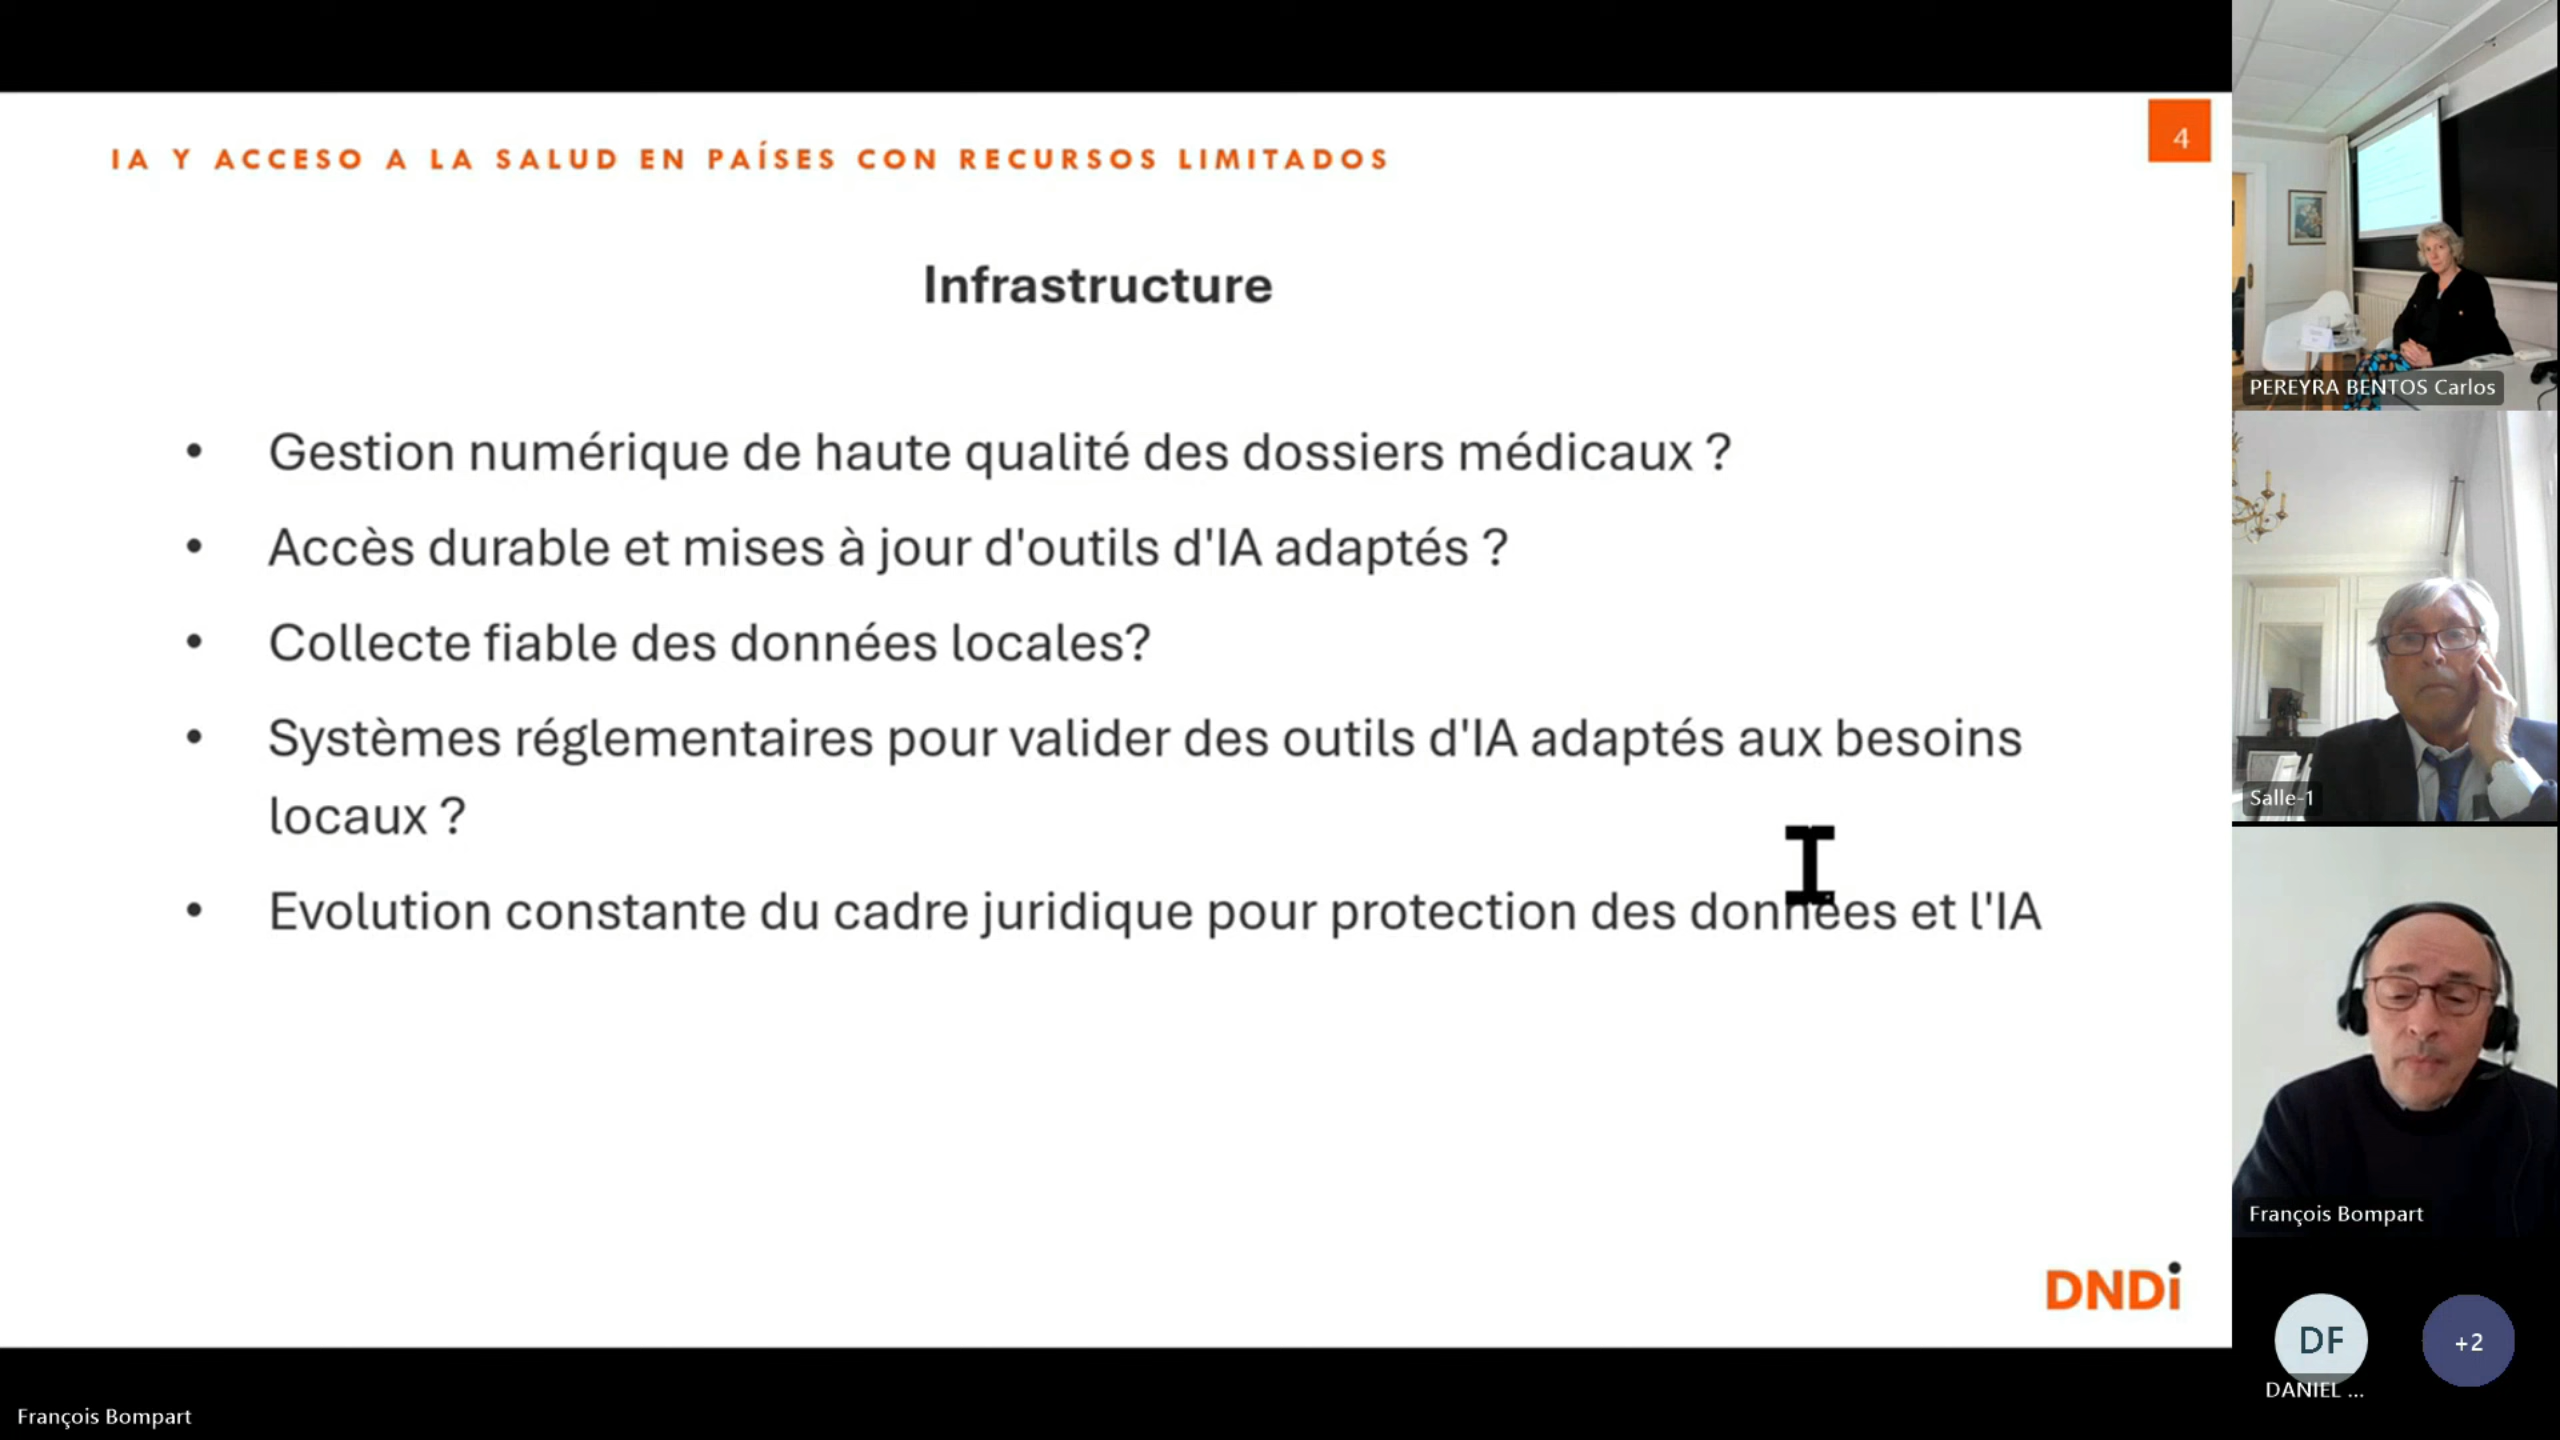 IA Y ACCESO A LA SALUD EN PAÍSES CON RECURSOS LIMITADOS
4
Infrastructure
• Gestion numérique de haute qualité des dossiers médicaux ?
• Accès durable et mises à jour d'outils d'IA adaptés ?
• Collecte fiable des données locales?
• Systèmes réglementaires pour valider des outils d'IA adaptés aux besoins
locaux ?
• Evolution constante du cadre juridique pour protection des données et l'IA
DNDi
François Bompart
PEREYRA BENTOS Carlos
Salle-1
François Bompart
DF
DANIEL ...
+2